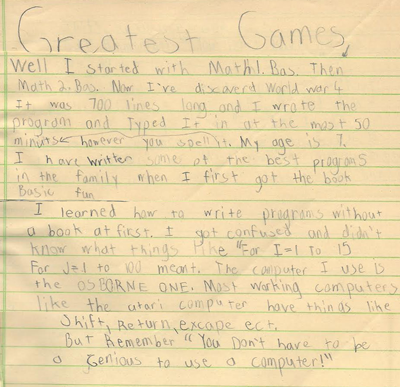 Greatest Games
Well I started with Math1. Bas. Then
Math 2. Bas. Now I've discoverd World war 4
It was 700 lines long and I wrote the
program and Typed It in at the most 50
minuits however you spell it. My age is 7.
I have written some of the best programs
in the family when I first got the book
Basic fun
I learned how to write programs without
a book at first. I got confused and didn't
know what things like "For I=1 to 15
For J=1 to 100 meant. The computer I use is
the OSBORNE ONE. Most working computers
like the atari computer have things like
Shift, Return, excape ect.
But Remember "You Don't have to be
a genious to use a computer!"